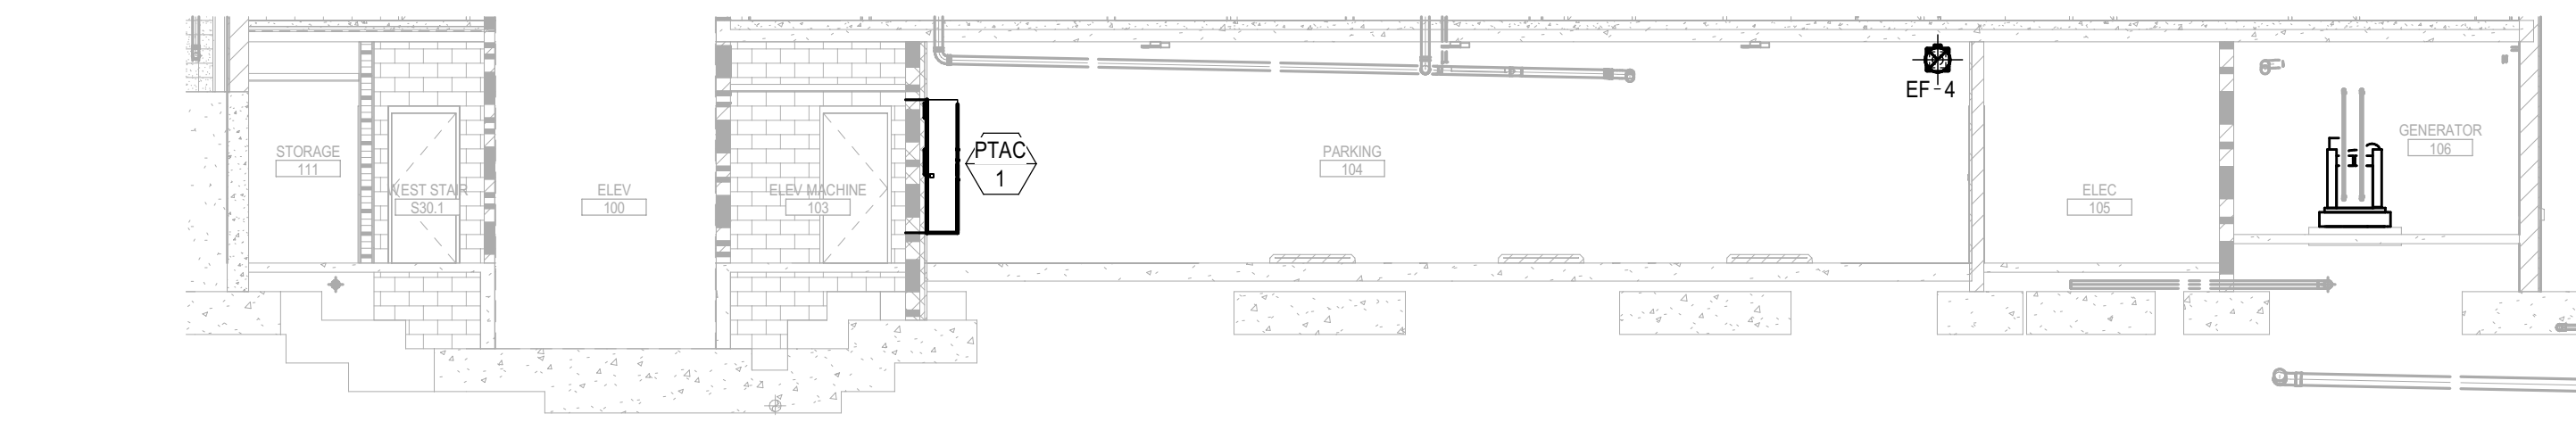 STORAGE
111
WEST STAIR
S30.1
ELEV
100
ELEV MACHINE
103
PTAC
1
PARKING
104
EF-4
ELEC
105
GENERATOR
106